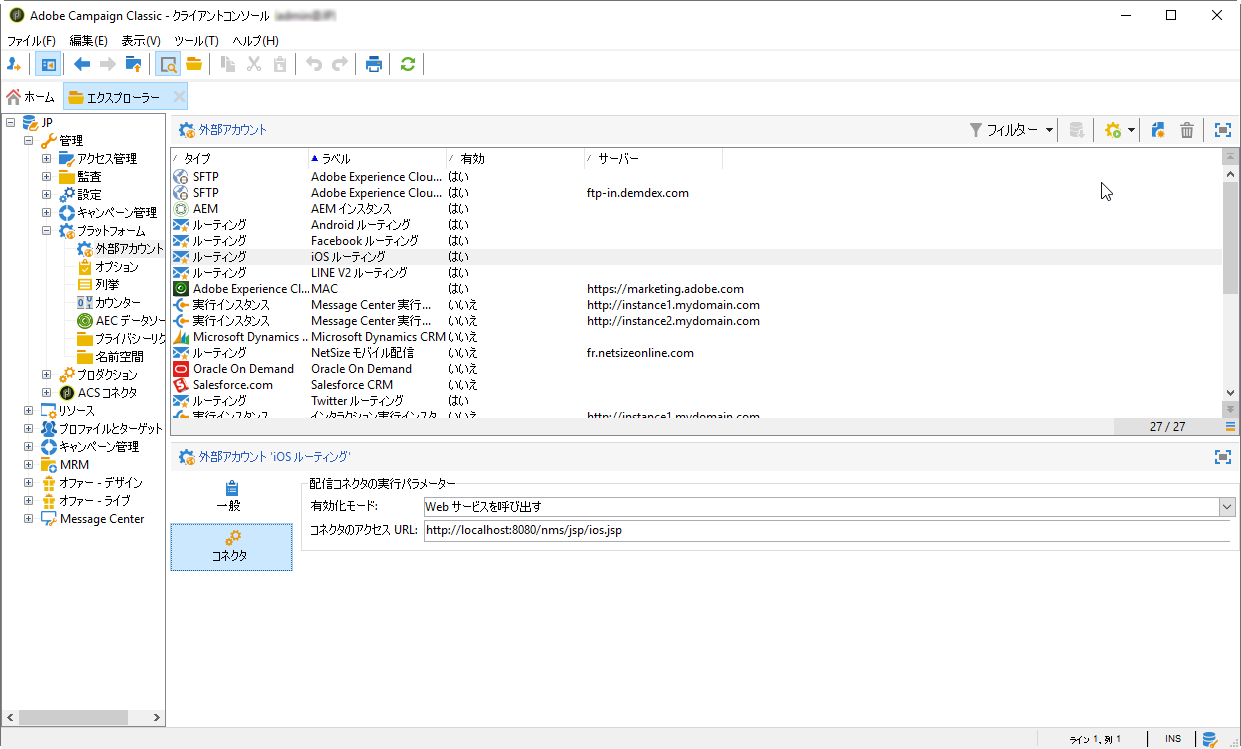 Adobe Campaign Classic - クライアントコンソール
ファイル(F) 編集(E) 表示(V) ツール(T) ヘルプ(H)
ホーム エクスプローラー
JP
管理
アクセス管理
監査
設定
キャンペーン管理
プラットフォーム
外部アカウント
オプション
列挙
カウンター
AEC データソー
プライバシーリク
名前空間
プロダクション
ACS コネクタ
リソース
プロファイルとターゲット
キャンペーン管理
MRM
オファー - デザイン
オファー - ライブ
Message Center
外部アカウント フィルター
タイプ ラベル 有効 サーバー
SFTP Adobe Experience Clou... はい
SFTP Adobe Experience Clou... はい ftp-in.demdex.com
AEM AEM インスタンス はい
ルーティング Android ルーティング はい
ルーティング Facebook ルーティング はい
ルーティング iOS ルーティング はい
ルーティング LINE V2 ルーティング はい
Adobe Experience Cl... MAC はい https://marketing.adobe.com
実行インスタンス Message Center 実行... いいえ http://instance1.mydomain.com
実行インスタンス Message Center 実行... いいえ http://instance2.mydomain.com
Microsoft Dynamics ... Microsoft Dynamics CRM いいえ
ルーティング NetSize モバイル配信 いいえ fr.netsizeonline.com
Oracle On Demand Oracle On Demand いいえ
Salesforce.com Salesforce CRM いいえ
ルーティング Twitter ルーティング はい
実行インスタンス インタラクション実行インスタ いいえ http://instance1.mydomain.com
27 / 27
外部アカウント 'iOS ルーティング'
一般
コネクタ
配信コネクタの実行パラメーター
有効化モード: Web サービスを呼び出す
コネクタのアクセス URL: http://localhost:8080/nms/jsp/ios.jsp
ライン 1、列 1 INS